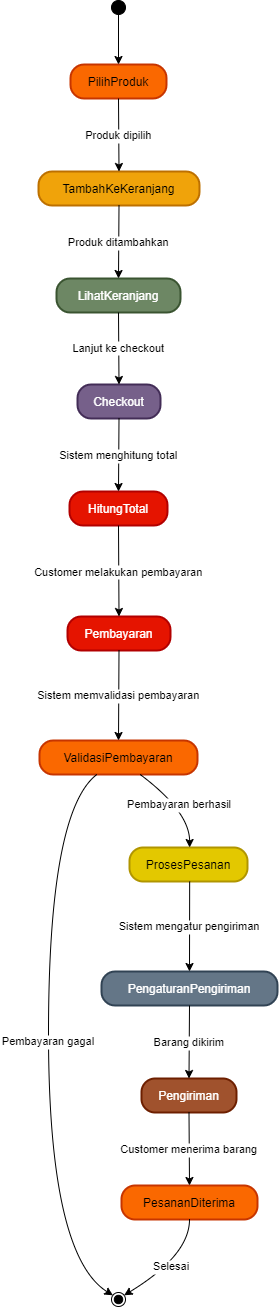 PilihProduk
Produk dipilih
TambahKeKeranjang
Produk ditambahkan
LihatKeranjang
Lanjut ke checkout
Checkout
Sistem menghitung total
HitungTotal
Customer melakukan pembayaran
Pembayaran
Sistem memvalidasi pembayaran
ValidasiPembayaran
Pembayaran berhasil
ProsesPesanan
Sistem mengatur pengiriman
PengaturanPengiriman
Barang dikirim
Pembayaran gagal
Pengiriman
Customer menerima barang
PesananDiterima
Selesai